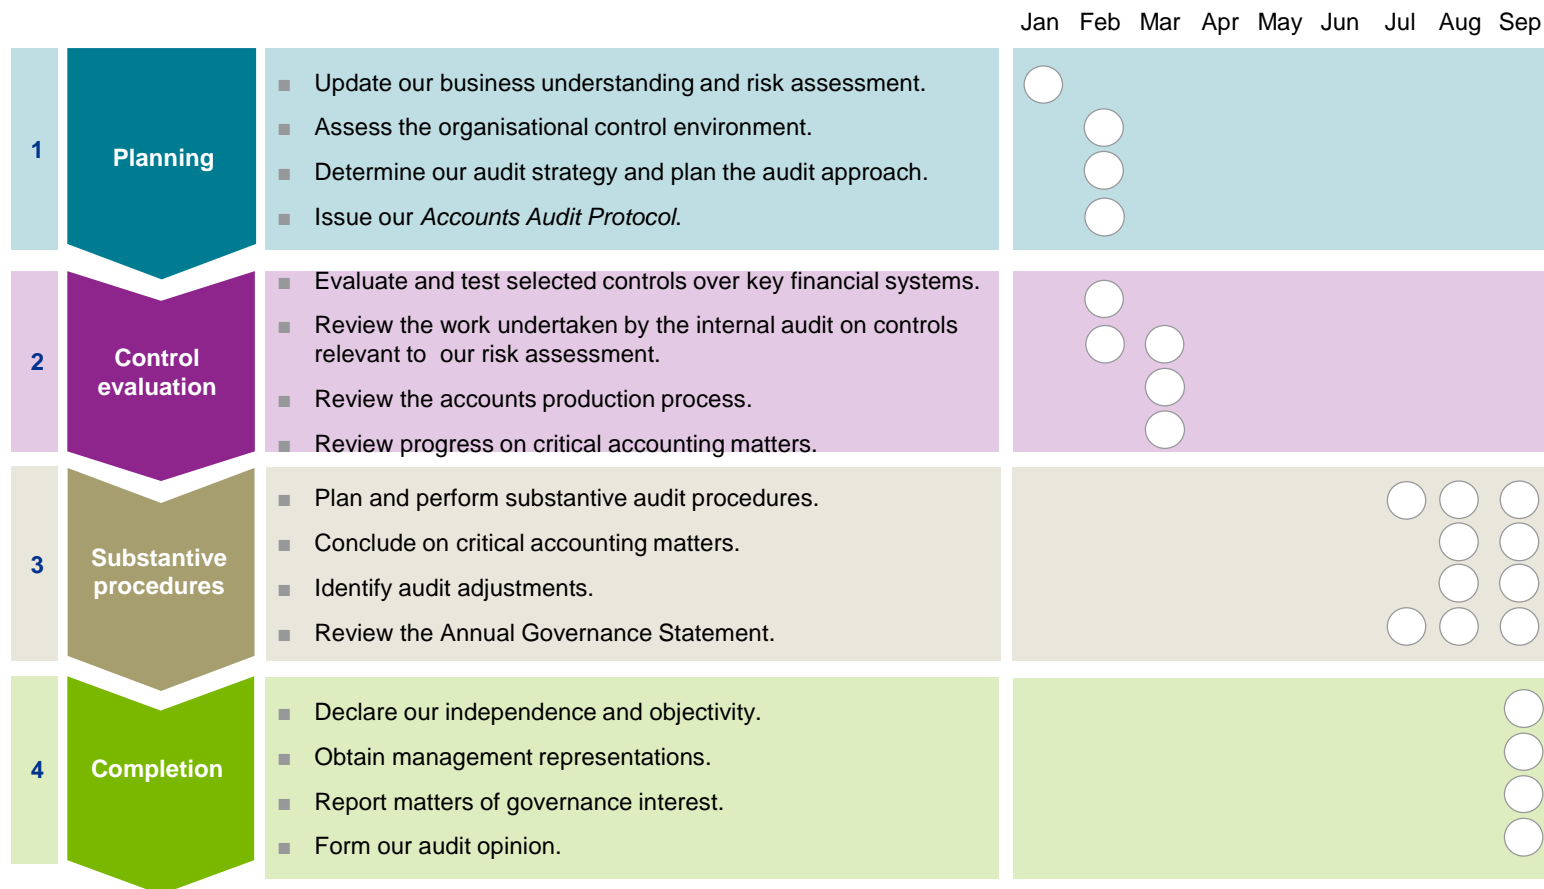 Jan Feb Mar Apr May Jun Jul Aug Sep
1
Planning
■ Update our business understanding and risk assessment.
■ Assess the organisational control environment.
■ Determine our audit strategy and plan the audit approach.
■ Issue our Accounts Audit Protocol.
2
Control
evaluation
■ Evaluate and test selected controls over key financial systems.
■ Review the work undertaken by the internal audit on controls
relevant to  our risk assessment.
■ Review the accounts production process.
■ Review progress on critical accounting matters.
3
Substantive
procedures
■ Plan and perform substantive audit procedures.
■ Conclude on critical accounting matters.
■ Identify audit adjustments.
■ Review the Annual Governance Statement.
4
Completion
■ Declare our independence and objectivity.
■ Obtain management representations.
■ Report matters of governance interest.
■ Form our audit opinion.